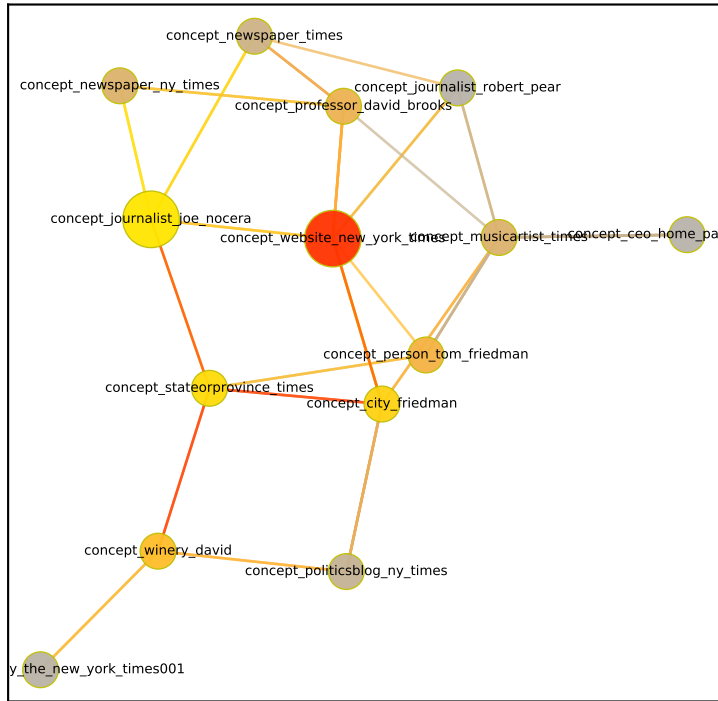 concept_newspaper_times
concept_newspaper_ny_times
concept_journalist_robert_pear
concept_professor_david_brooks
concept_journalist_joe_nocera
concept_website_new_york_times
concept_musicartist_times
concept_ceo_home_pa
concept_person_tom_friedman
concept_stateorprovince_times
concept_city_friedman
concept_winery_david
concept_politicsblog_ny_times
y_the_new_york_times001